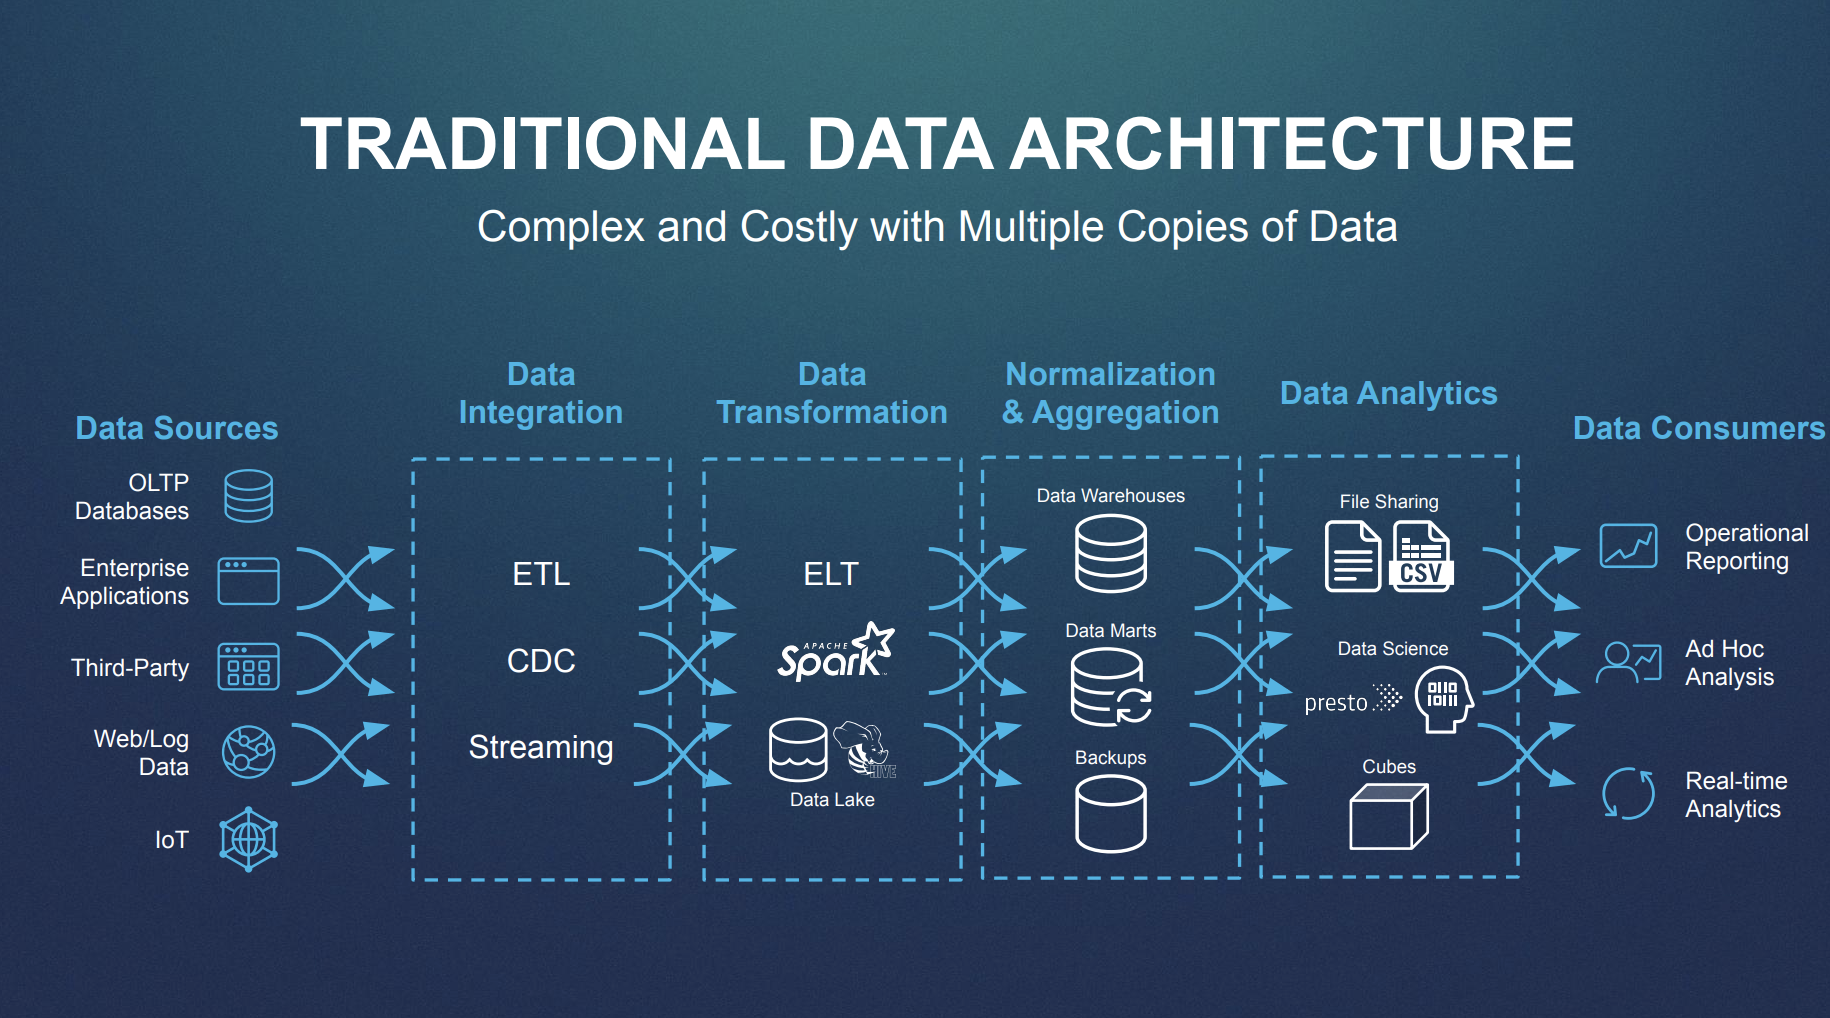 TRADITIONAL DATA ARCHITECTURE
Complex and Costly with Multiple Copies of Data
Data Sources
OLTP
Databases
Enterprise
Applications
Third-Party
Web/Log
Data
IoT
Data
Integration
ETL
CDC
Streaming
Data
Transformation
ELT
APACHE
Spark
HIVE
Data Lake
Normalization
& Aggregation
Data Warehouses
Data Marts
Backups
Data Analytics
File Sharing
CSV
Data Science
presto
0110
1011
Cubes
Data Consumers
Operational
Reporting
Ad Hoc
Analysis
Real-time
Analytics